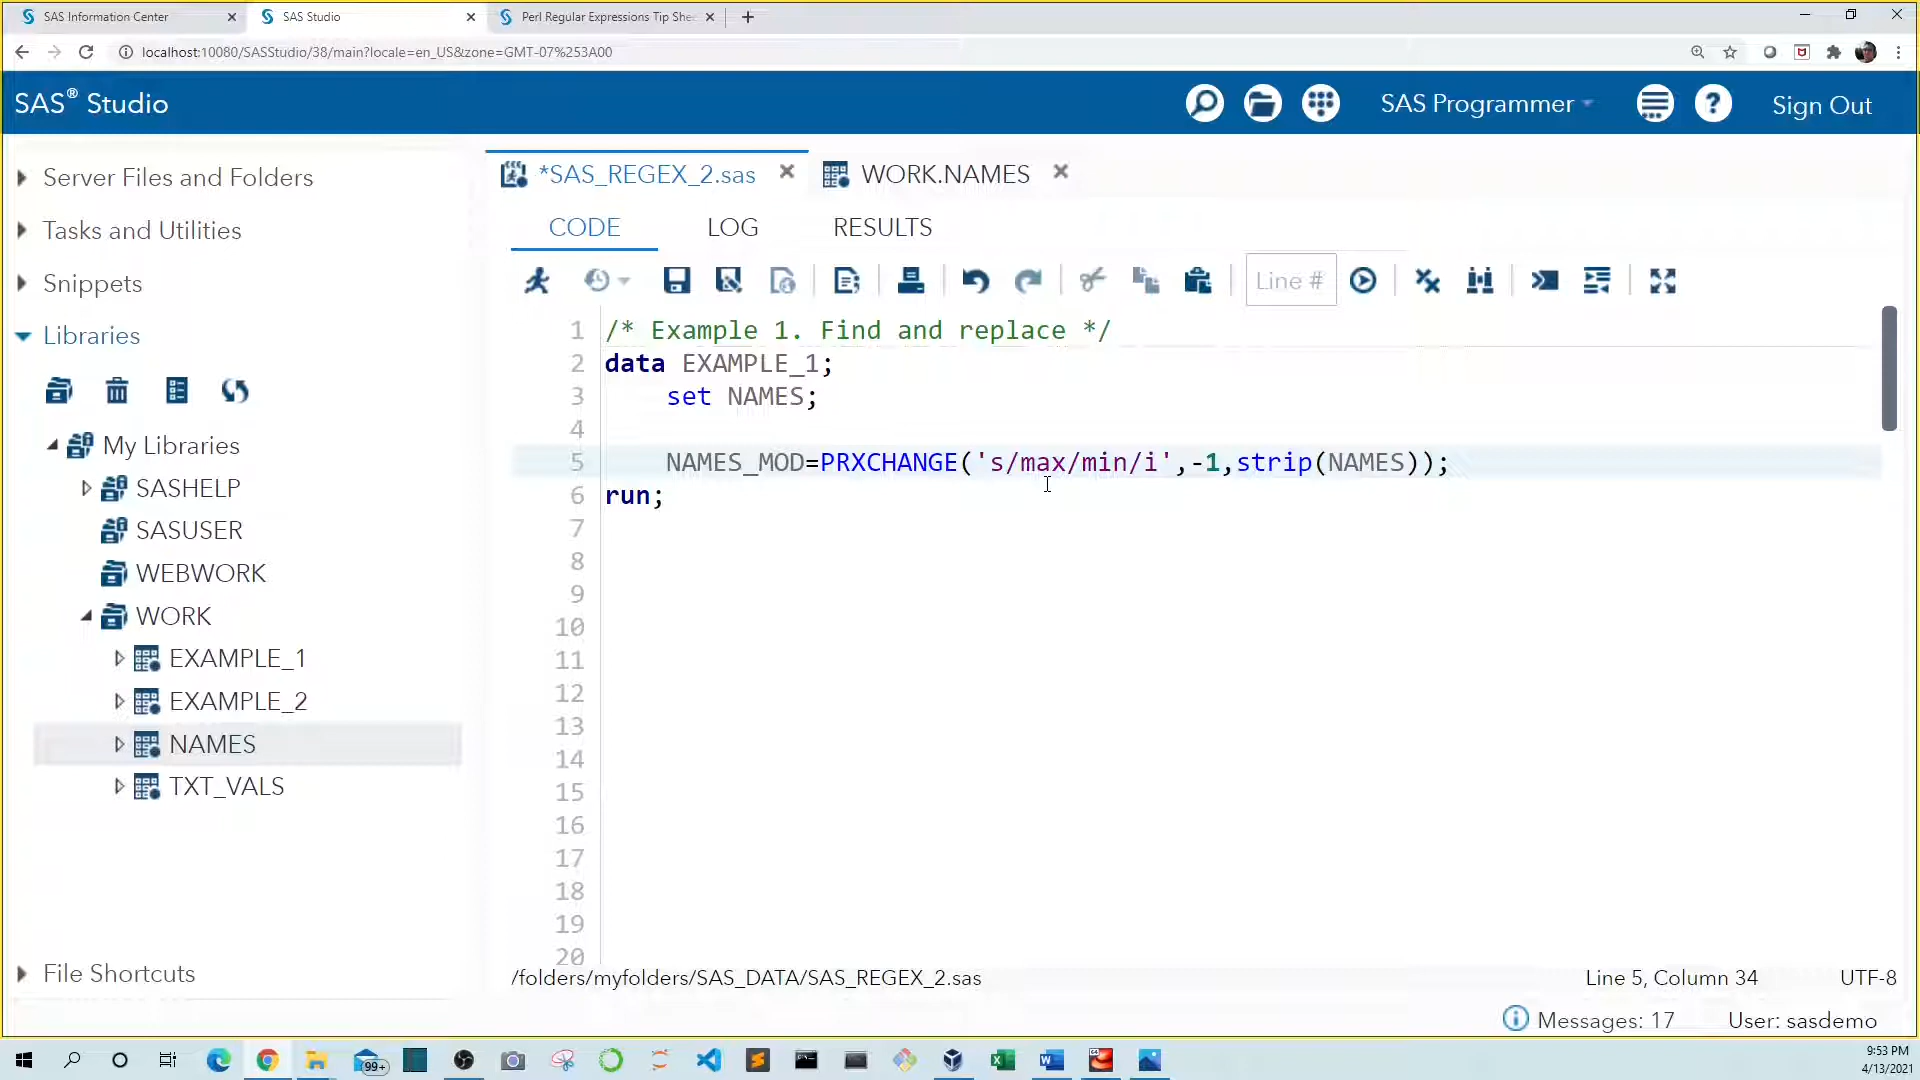 SAS Information Center
SAS Studio
Perl Regular Expressions Tip She
localhost:10080/SASStudio/38/main?locale=en_US&zone=GMT-07%253A00
SAS® Studio
SAS Programmer
Sign Out
Server Files and Folders
Tasks and Utilities
Snippets
Libraries
My Libraries
SASHELP
SASUSER
WEBWORK
WORK
EXAMPLE_1
EXAMPLE_2
NAMES
TXT_VALS
File Shortcuts
*SAS_REGEX_2.sas
WORK.NAMES
CODE
LOG
RESULTS
Line #
1 /* Example 1. Find and replace */
2 data EXAMPLE_1;
3 set NAMES;
4
5 NAMES_MOD=PRXCHANGE('s/max/min/i',-1,strip(NAMES));
6 run;
7
8
9
10
11
12
13
14
15
16
17
18
19
20
/folders/myfolders/SAS_DATA/SAS_REGEX_2.sas
Line 5, Column 34
UTF-8
Messages: 17
User: sasdemo
99+
9:53 PM
4/13/2021